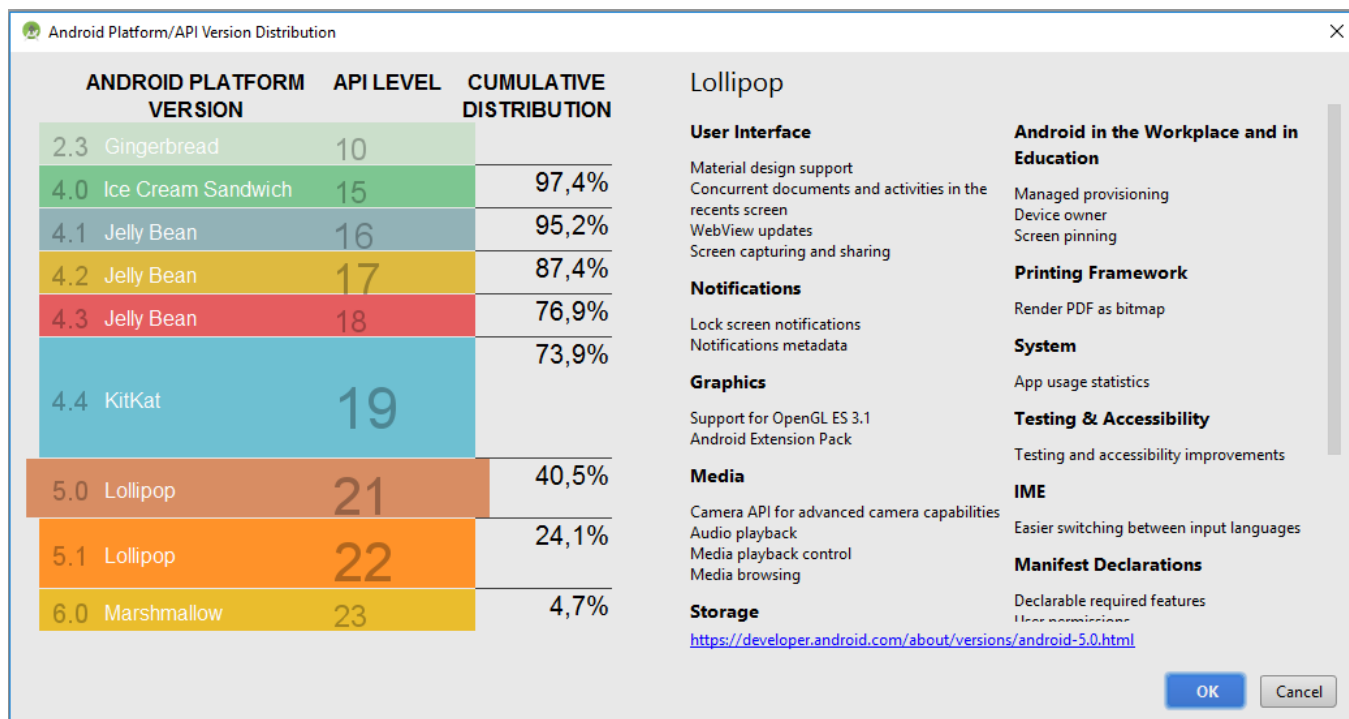 Android Platform/API Version Distribution
ANDROID PLATFORM VERSION
API LEVEL
CUMULATIVE DISTRIBUTION
2.3 Gingerbread 10
4.0 Ice Cream Sandwich 15 97,4%
4.1 Jelly Bean 16 95,2%
4.2 Jelly Bean 17 87,4%
4.3 Jelly Bean 18 76,9%
73,9%
4.4 KitKat 19
5.0 Lollipop 21 40,5%
5.1 Lollipop 22 24,1%
6.0 Marshmallow 23 4,7%
Lollipop
User Interface
Material design support
Concurrent documents and activities in the
recents screen
WebView updates
Screen capturing and sharing
Notifications
Lock screen notifications
Notifications metadata
Graphics
Support for OpenGL ES 3.1
Android Extension Pack
Media
Camera API for advanced camera capabilities
Audio playback
Media playback control
Media browsing
Storage
Android in the Workplace and in
Education
Managed provisioning
Device owner
Screen pinning
Printing Framework
Render PDF as bitmap
System
App usage statistics
Testing & Accessibility
Testing and accessibility improvements
IME
Easier switching between input languages
Manifest Declarations
Declarable required features
User permissions
https://developer.android.com/about/versions/android-5.0.html
OK
Cancel